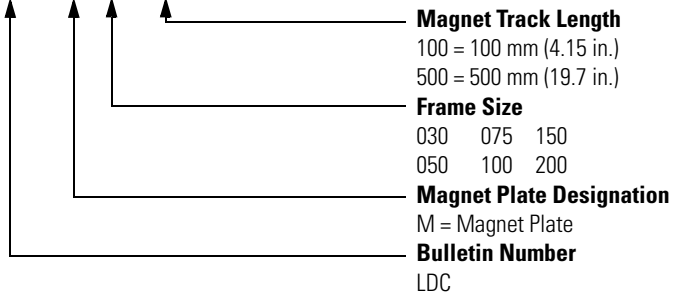 Magnet Track Length
100 = 100 mm (4.15 in.)
500 = 500 mm (19.7 in.)
Frame Size
030 075 150
050 100 200
Magnet Plate Designation
M = Magnet Plate
Bulletin Number
LDC